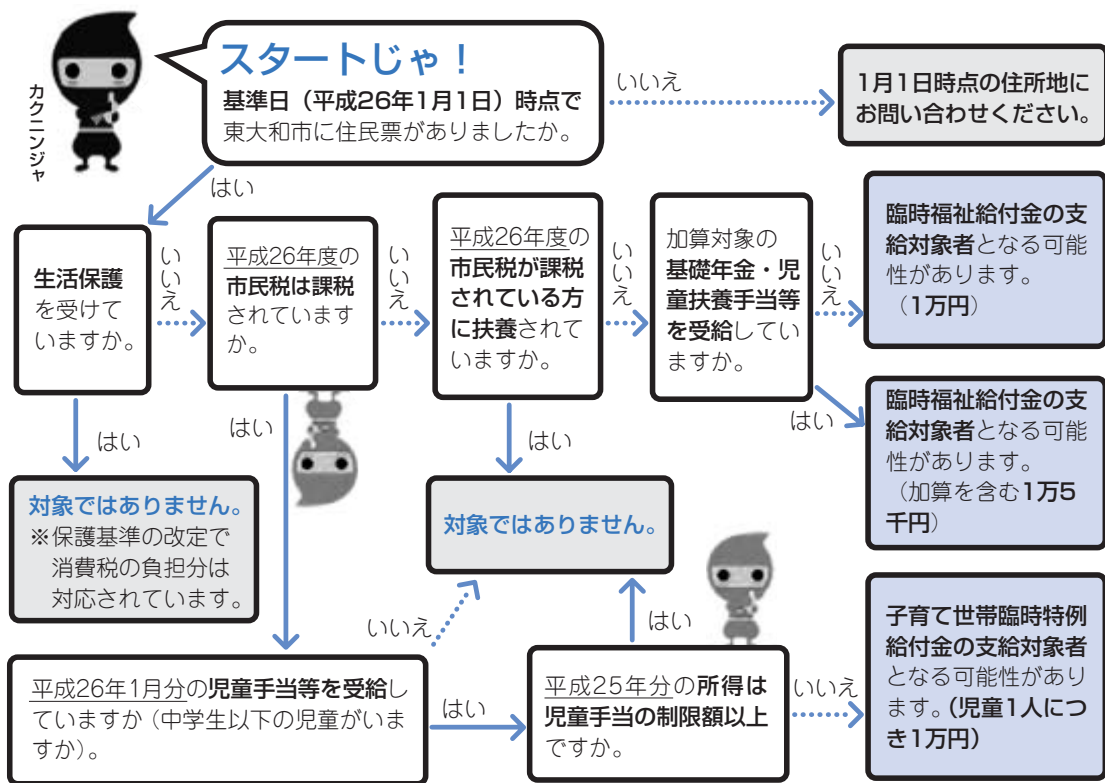 カクニンジャ
スタートじゃ！
基準日（平成26年1月1日）時点で
東大和市に住民票がありましたか。
いいえ
1月1日時点の住所地に
お問い合わせください。
はい
生活保護
を受けて
いますか。
いいえ
平成26年度の
市民税は課税
されています
か。
いいえ
平成26年度の
市民税が課税
されている方
に扶養されて
いますか。
いいえ
加算対象の
基礎年金・児
童扶養手当等
を受給してい
ますか。
いいえ
臨時福祉給付金の支
給対象者となる可能
性があります。
（1万円）
はい
臨時福祉給付金の支
給対象者となる可能
性があります。
（加算を含む1万5
千円）
はい
対象ではありません。
※保護基準の改定で
消費税の負担分は
対応されています。
はい
はい
対象ではありません。
平成26年1月分の児童手当等を受給し
ていますか（中学生以下の児童がいま
すか）。
いいえ
はい
平成25年分の所得は
児童手当の制限額以上
ですか。
はい
いいえ
子育て世帯臨時特例
給付金の支給対象者
となる可能性があり
ます。（児童1人につ
き1万円）